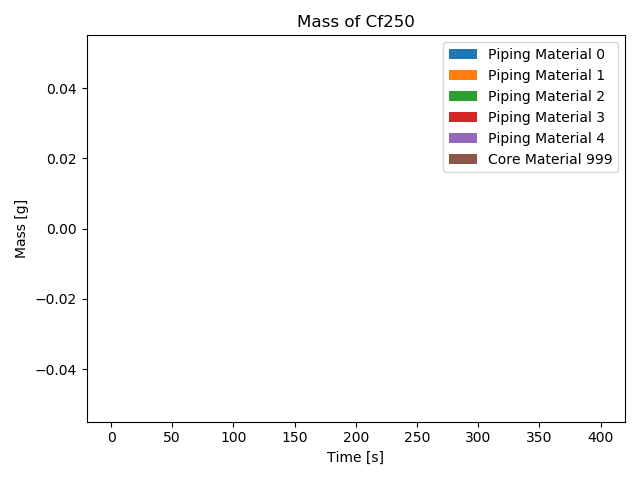 Mass of Cf250
Piping Material 0
Piping Material 1
Piping Material 2
Piping Material 3
Piping Material 4
Core Material 999
0.04
0.02
0.00
−0.02
−0.04
Mass [g]
0 50 100 150 200 250 300 350 400
Time [s]